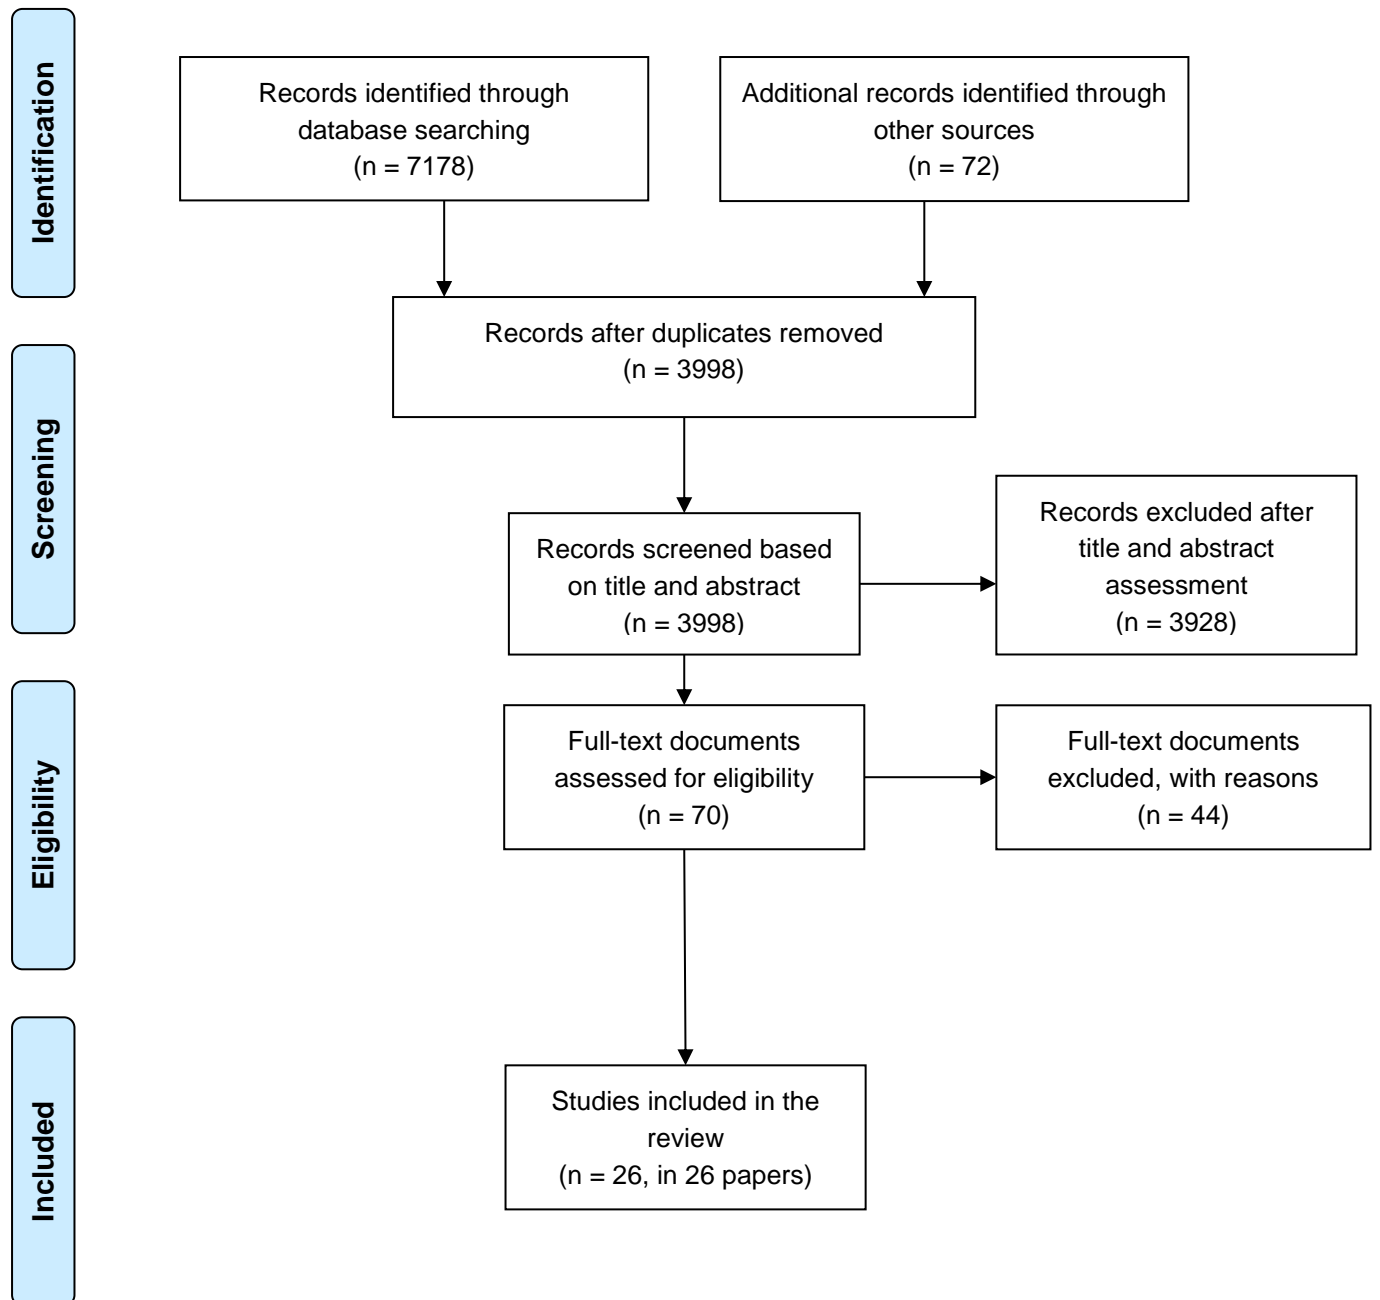 Identification
Records identified through
database searching
(n = 7178)
Additional records identified through
other sources
(n = 72)
Records after duplicates removed
(n = 3998)
Screening
Records screened based
on title and abstract
(n = 3998)
Records excluded after
title and abstract
assessment
(n = 3928)
Eligibility
Full-text documents
assessed for eligibility
(n = 70)
Full-text documents
excluded, with reasons
(n = 44)
Included
Studies included in the
review
(n = 26, in 26 papers)